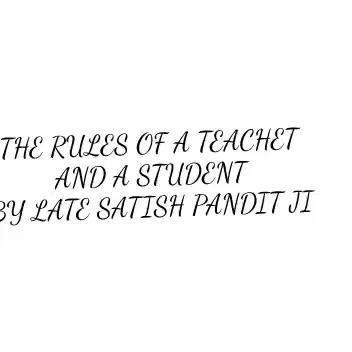 THE RULES OF A TEACHET
AND A STUDENT
BY LATE SATISH PANDIT JI